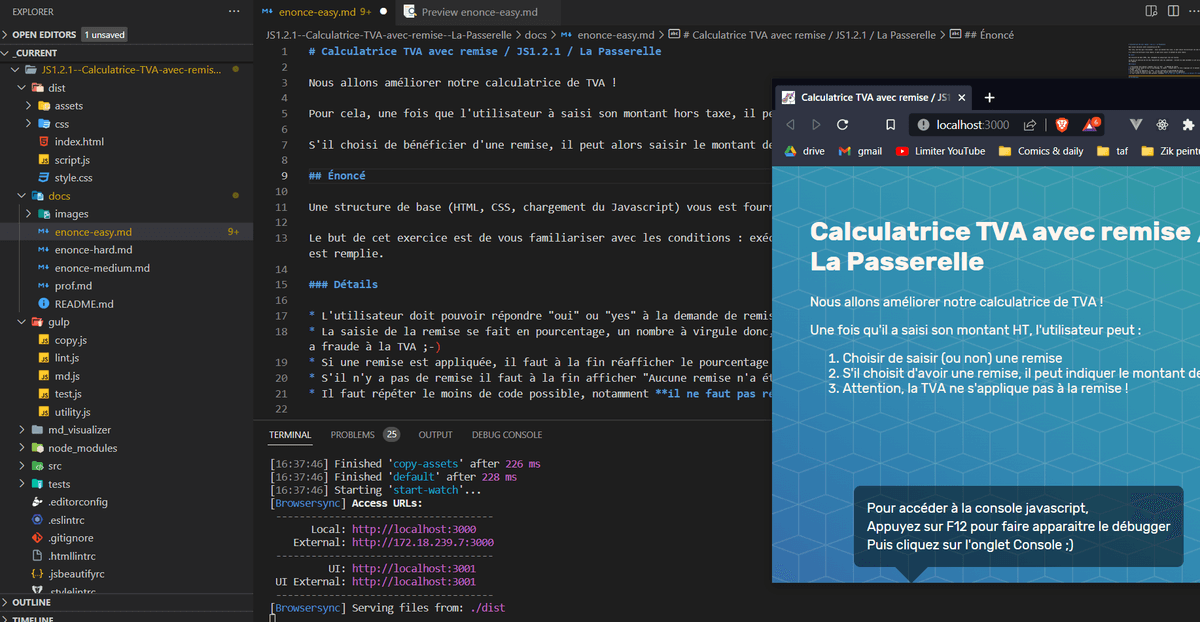 EXPLORER
OPEN EDITORS 1 unsaved
_CURRENT
JS1.2.1--Calculatrice-TVA-avec-remis...
dist
assets
css
index.html
script.js
style.css
docs
images
enonce-easy.md 9+
enonce-hard.md
enonce-medium.md
prof.md
README.md
gulp
copy.js
lint.js
md.js
test.js
utility.js
md_visualizer
node_modules
src
tests
.editorconfig
.eslintrc
.gitignore
.htmllintrc
.jsbeautifyrc
.stylelintrc
OUTLINE
TIMELINE
enonce-easy.md 9+
Preview enonce-easy.md
JS1.2.1--Calculatrice-TVA-avec-remise--La-Passerelle > docs > enonce-easy.md > # Calculatrice TVA avec remise / JS1.2.1 / La Passerelle > ## Énoncé
1 # Calculatrice TVA avec remise / JS1.2.1 / La Passerelle
2
3 Nous allons améliorer notre calculatrice de TVA !
4
5 Pour cela, une fois que l'utilisateur à saisi son montant hors taxe, il pe
6
7 S'il choisi de bénéficier d'une remise, il peut alors saisir le montant de
8
9 ## Énoncé
10
11 Une structure de base (HTML, CSS, chargement du Javascript) vous est fourn
12
13 Le but de cet exercice est de vous familiariser avec les conditions : exéc
est remplie.
14
15 ### Détails
16
17 * L'utilisateur doit pouvoir répondre "oui" ou "yes" à la demande de remis
18 * La saisie de la remise se fait en pourcentage, un nombre à virgule donc,
a fraude à la TVA ;-)
19 * Si une remise est appliquée, il faut à la fin réafficher le pourcentage
20 * S'il n'y a pas de remise il faut à la fin afficher "Aucune remise n'a ét
21 * Il faut répéter le moins de code possible, notamment **il ne faut pas re
22
TERMINAL PROBLEMS 25 OUTPUT DEBUG CONSOLE
[16:37:46] Finished 'copy-assets' after 226 ms
[16:37:46] Finished 'default' after 228 ms
[16:37:46] Starting 'start-watch'...
[Browsersync] Access URLs:
----------------------------------
Local: http://localhost:3000
External: http://172.18.239.7:3000
----------------------------------
UI: http://localhost:3001
UI External: http://localhost:3001
----------------------------------
[Browsersync] Serving files from: ./dist
Calculatrice TVA avec remise / JS1
localhost:3000
6
drive gmail Limiter YouTube Comics & daily taf Zik peint
Calculatrice TVA avec remise /
La Passerelle
Nous allons améliorer notre calculatrice de TVA !
Une fois qu'il a saisi son montant HT, l'utilisateur peut :
1. Choisir de saisir (ou non) une remise
2. S'il choisit d'avoir une remise, il peut indiquer le montant de
3. Attention, la TVA ne s'applique pas à la remise !
Pour accéder à la console javascript,
Appuyez sur F12 pour faire apparaitre le débugger
Puis cliquez sur l'onglet Console ;)